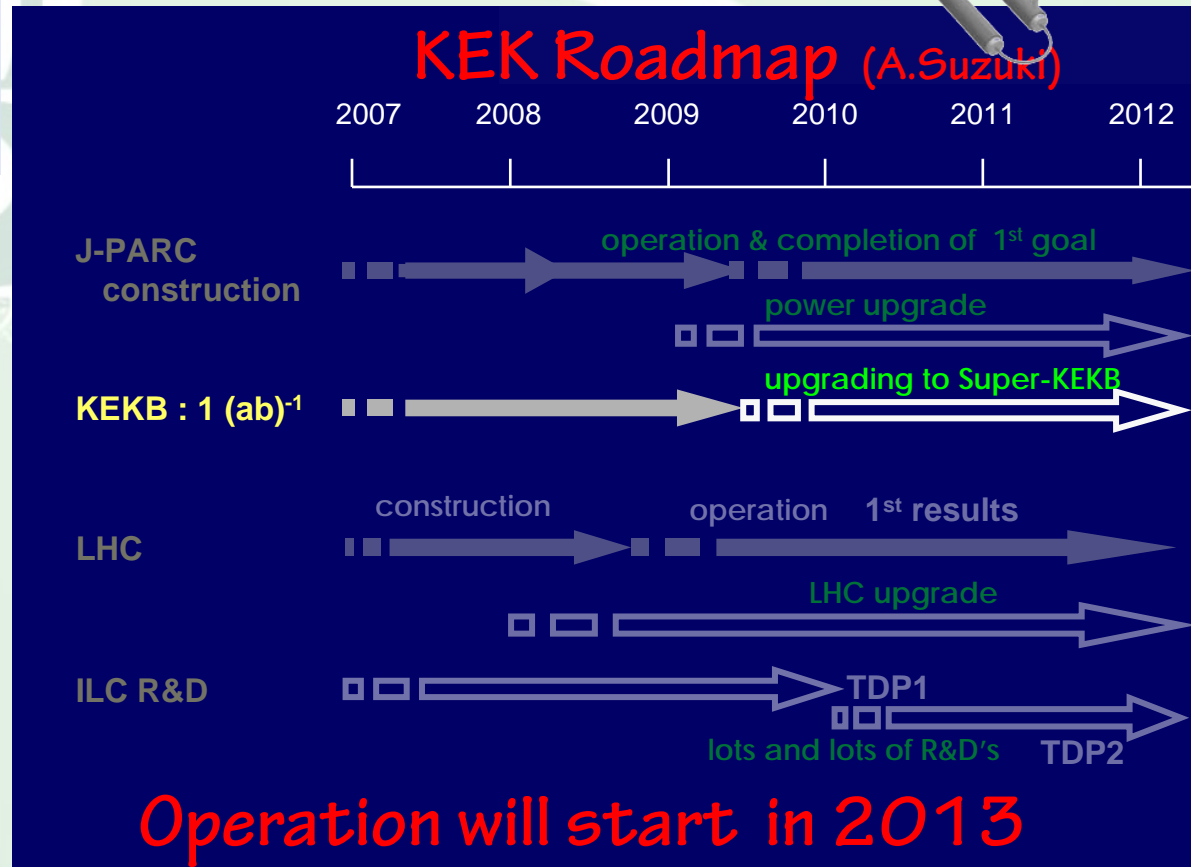 KEK Roadmap (A.Suzuki)
2007 2008 2009 2010 2011 2012
J-PARC
construction
operation & completion of 1st goal
power upgrade
KEKB : 1 (ab)-1
upgrading to Super-KEKB
LHC
construction
operation 1st results
LHC upgrade
ILC R&D
TDP1
lots and lots of R&D's TDP2
Operation will start in 2013